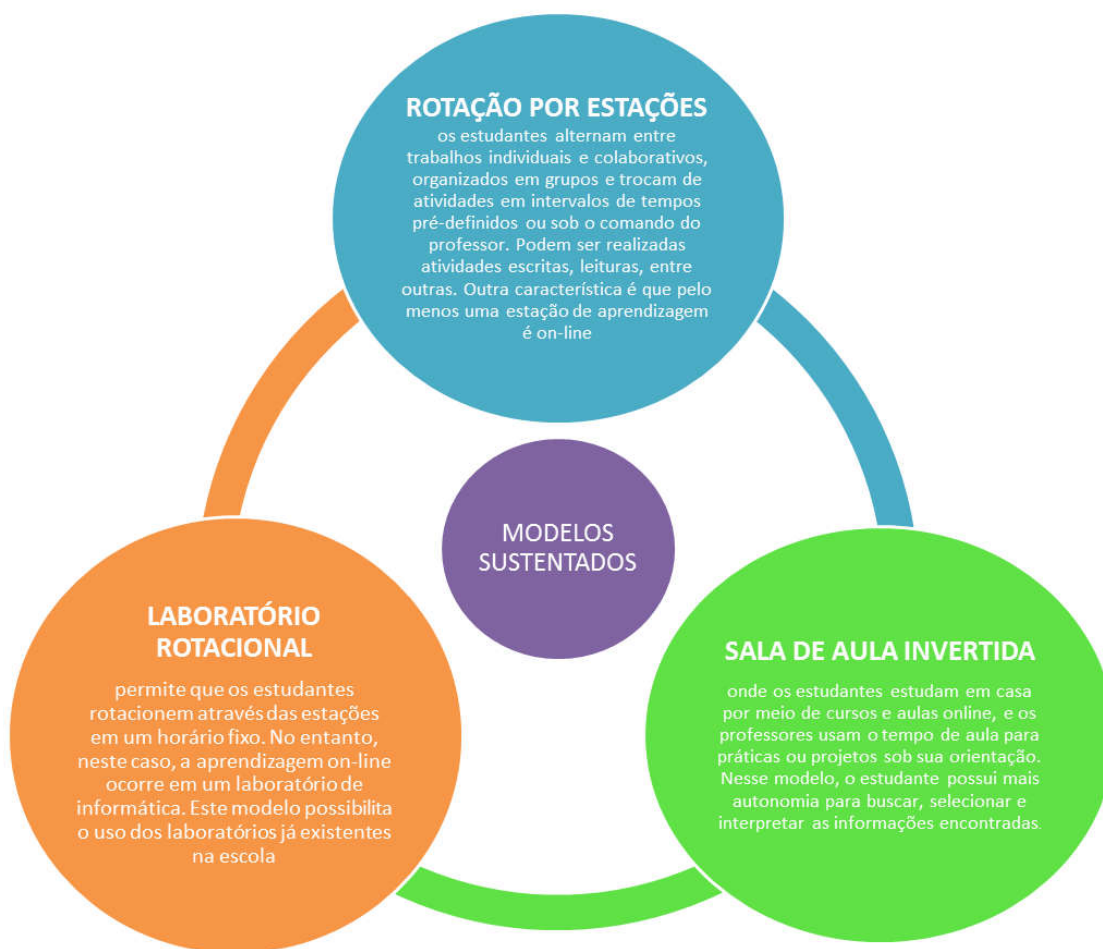 ROTAÇÃO POR ESTAÇÕES
os estudantes alternam entre
trabalhos individuais e colaborativos,
organizados em grupos e trocam de
atividades em intervalos de tempos
pré-definidos ou sob o comando do
professor. Podem ser realizadas
atividades escritas, leituras, entre
outras. Outra característica é que pelo
menos uma estação de aprendizagem
é on-line
MODELOS
SUSTENTADOS
LABORATÓRIO
ROTACIONAL
permite que os estudantes
rotacionem através das estações
em um horário fixo. No entanto,
neste caso, a aprendizagem on-line
ocorre em um laboratório de
informática. Este modelo possibilita
o uso dos laboratórios já existentes
na escola
SALA DE AULA INVERTIDA
onde os estudantes estudam em casa
por meio de cursos e aulas online, e os
professores usam o tempo de aula para
práticas ou projetos sob sua orientação.
Nesse modelo, o estudante possui mais
autonomia para buscar, selecionar e
interpretar as informações encontradas.